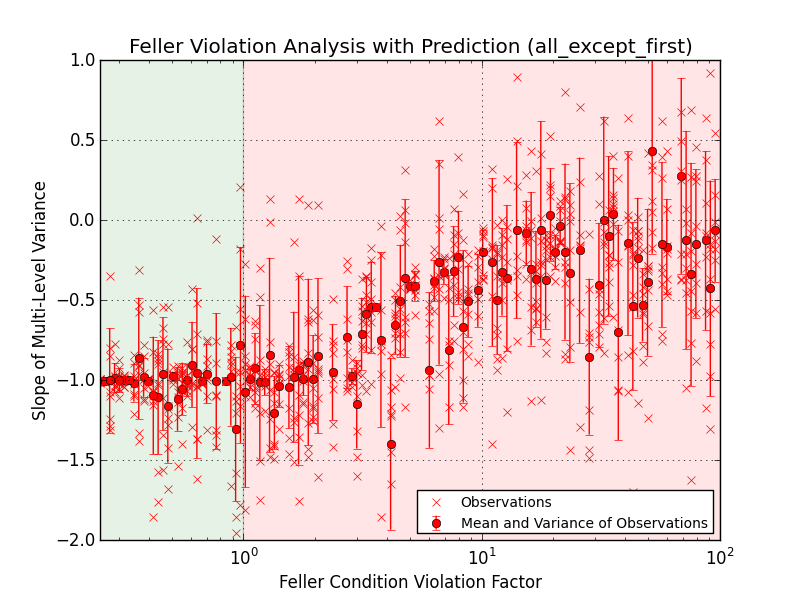 Feller Violation Analysis with Prediction (all_except_first)
1.0
0.5
0.0
−0.5
−1.0
−1.5
−2.0
Slope of Multi-Level Variance
Observations
Mean and Variance of Observations
10⁰ 10¹ 10²
Feller Condition Violation Factor